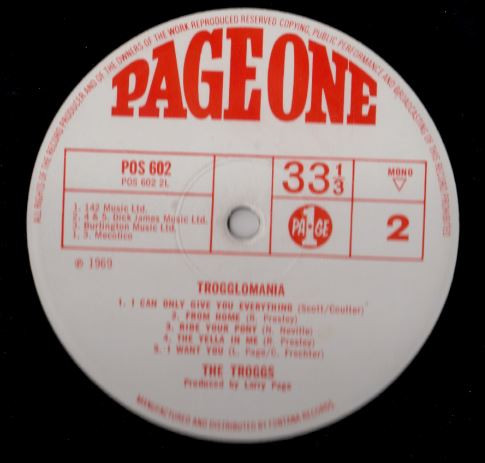 ALL RIGHTS OF THE RECORD PRODUCER AND OF THE OWNERS OF THE WORK REPRODUCED RESERVED COPYING, PUBLIC PERFORMANCE AND BROADCASTING OF THIS RECORD PROHIBITED
PAGE ONE
POS 602
POS 602 2L
33 1/3
MONO
1. 142 Music Ltd.
2. 4 & 5. Dick James Music Ltd.
Burlington Music Ltd.
3. Mecolico
PA-GE
1
2
℗ 1969
TROGGLOMANIA
1. I CAN ONLY GIVE YOU EVERYTHING (Scott/Coulter)
2. FROM HOME (R. Presley)
3. RIDE YOUR PONY (N. Neville)
4. THE YELLA IN ME (R. Presley)
5. I WANT YOU (L. Page/C. Frechter)
THE TROGGS
Produced by Larry Page
MANUFACTURED AND DISTRIBUTED BY FONTANA RECORDS